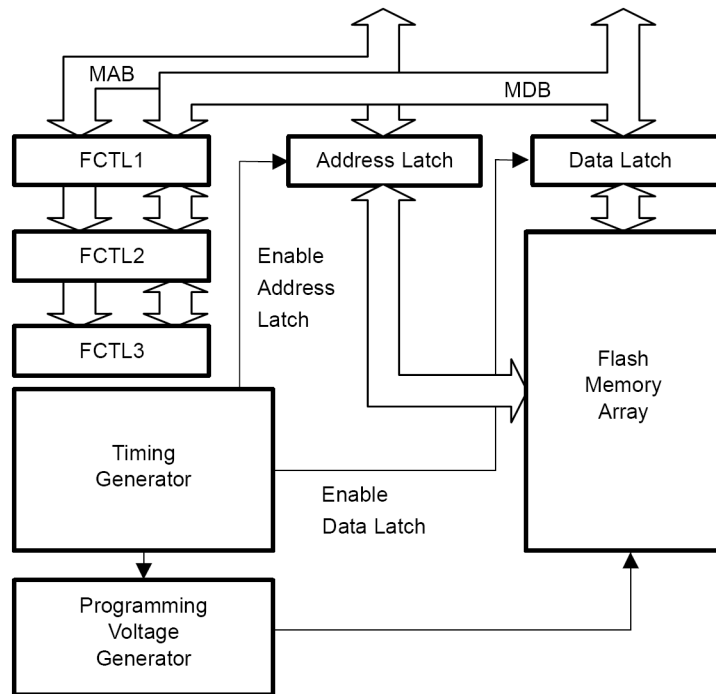 MAB
MDB
FCTL1
Address Latch
Data Latch
FCTL2
Enable
Address
Latch
FCTL3
Flash
Memory
Array
Timing
Generator
Enable
Data Latch
Programming
Voltage
Generator